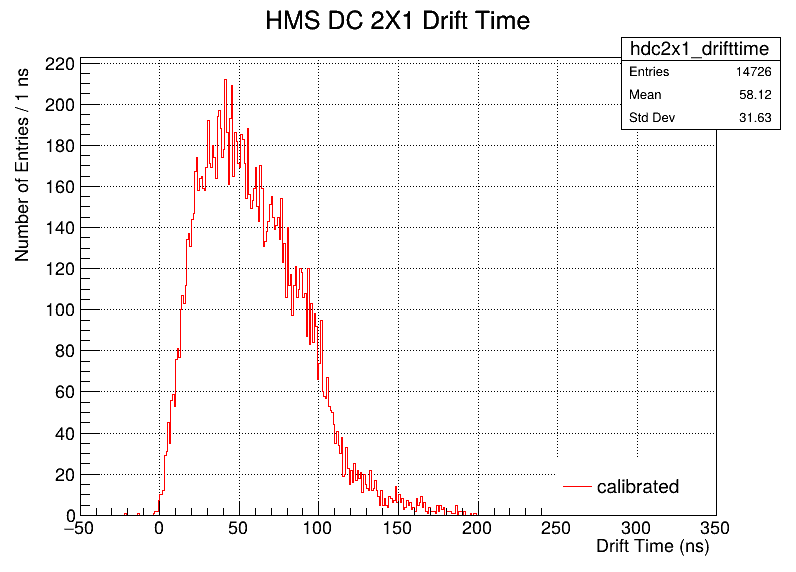 HMS DC 2X1 Drift Time
hdc2x1_drifttime
Entries 14726
Mean 58.12
Std Dev 31.63
Number of Entries / 1 ns
220
200
180
160
140
120
100
80
60
40
20
0
calibrated
−50 0 50 100 150 200 250 300 350
Drift Time (ns)